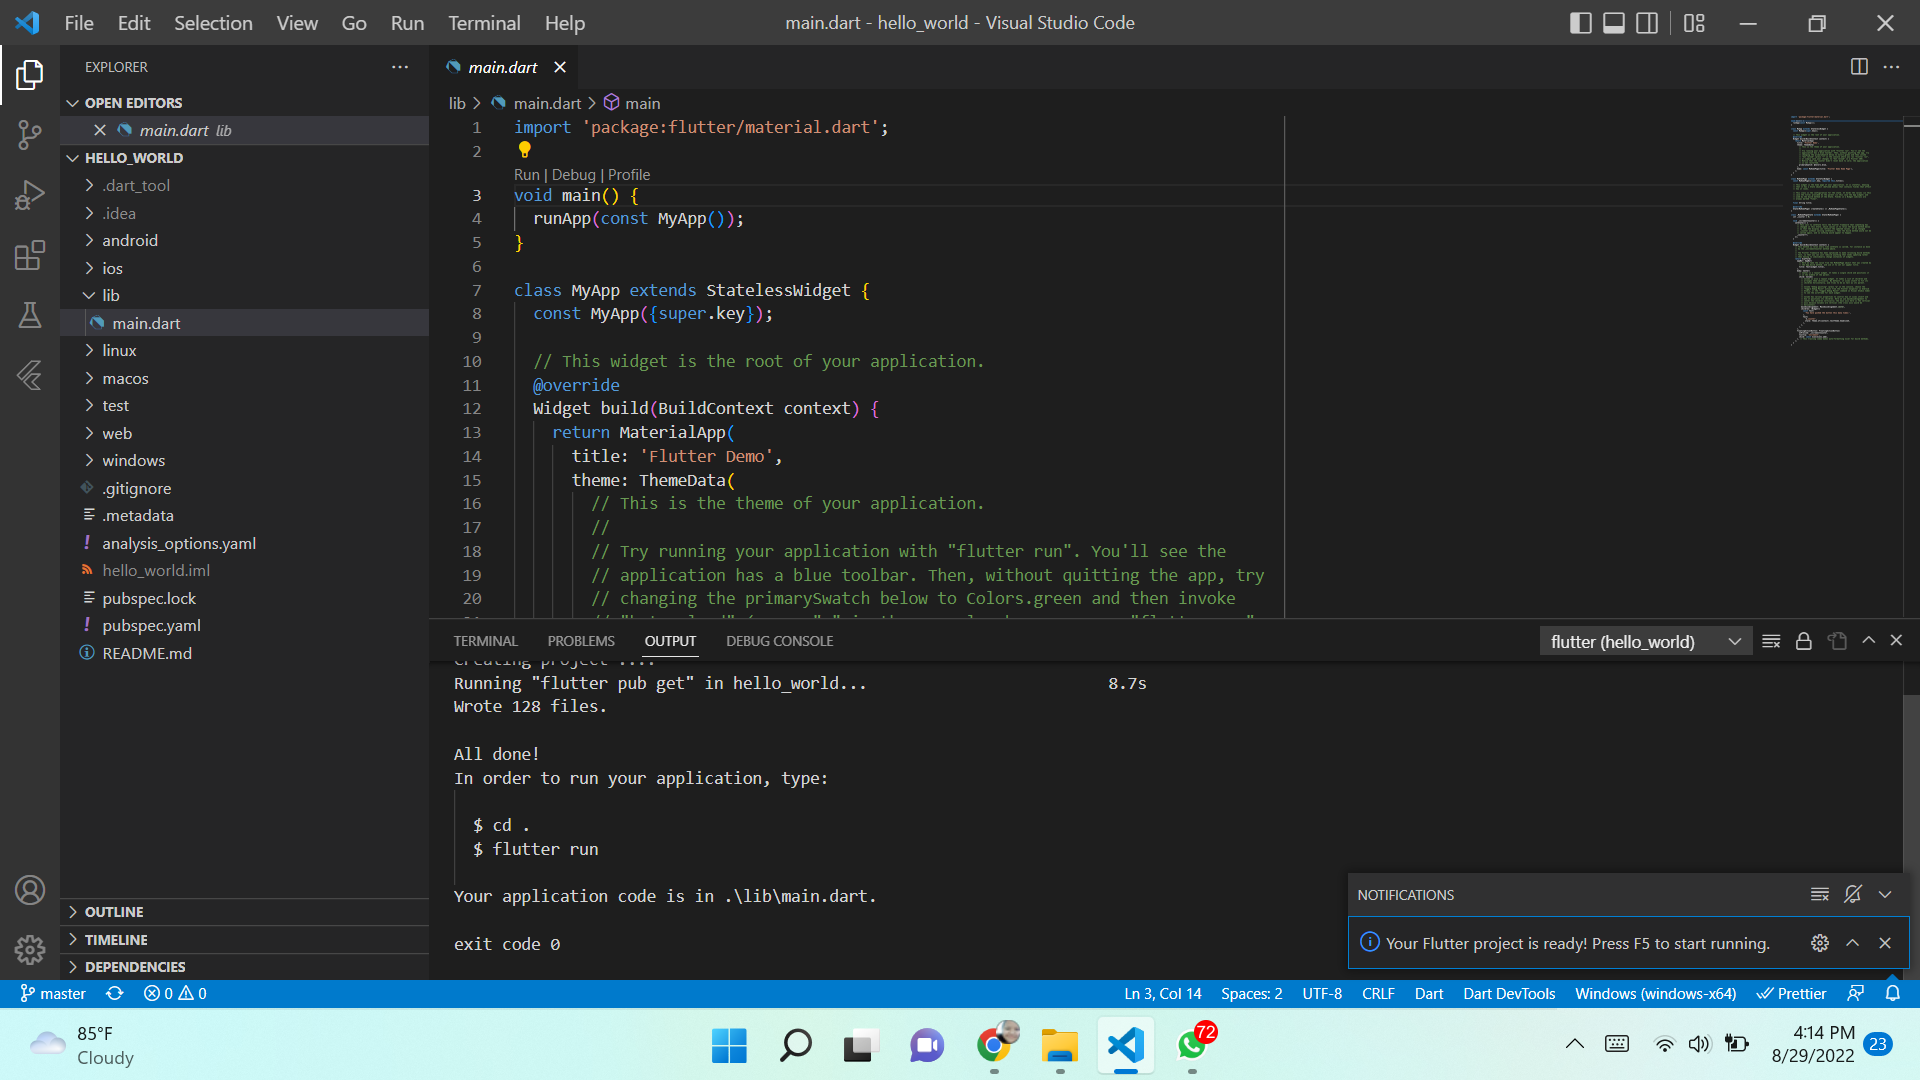 File Edit Selection View Go Run Terminal Help
main.dart - hello_world - Visual Studio Code
EXPLORER
OPEN EDITORS
main.dart lib
HELLO_WORLD
.dart_tool
.idea
android
ios
lib
main.dart
linux
macos
test
web
windows
.gitignore
.metadata
analysis_options.yaml
hello_world.iml
pubspec.lock
pubspec.yaml
README.md
OUTLINE
TIMELINE
DEPENDENCIES
main.dart
lib > main.dart > main
1 import 'package:flutter/material.dart';
2
Run | Debug | Profile
3 void main() {
4 runApp(const MyApp());
5 }
6
7 class MyApp extends StatelessWidget {
8 const MyApp({super.key});
9
10 // This widget is the root of your application.
11 @override
12 Widget build(BuildContext context) {
13 return MaterialApp(
14 title: 'Flutter Demo',
15 theme: ThemeData(
16 // This is the theme of your application.
17 //
18 // Try running your application with "flutter run". You'll see the
19 // application has a blue toolbar. Then, without quitting the app, try
20 // changing the primarySwatch below to Colors.green and then invoke
TERMINAL PROBLEMS OUTPUT DEBUG CONSOLE
flutter (hello_world)
Creating project ....
Running "flutter pub get" in hello_world... 8.7s
Wrote 128 files.
All done!
In order to run your application, type:
$ cd .
$ flutter run
Your application code is in .\lib\main.dart.
exit code 0
NOTIFICATIONS
Your Flutter project is ready! Press F5 to start running.
master 0 0
Ln 3, Col 14 Spaces: 2 UTF-8 CRLF Dart Dart DevTools Windows (windows-x64) Prettier
85°F
Cloudy
72
4:14 PM
8/29/2022
23